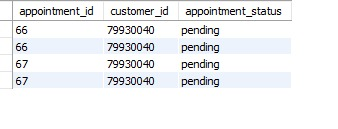 appointment_id customer_id appointment_status
66 79930040 pending
66 79930040 pending
67 79930040 pending
67 79930040 pending